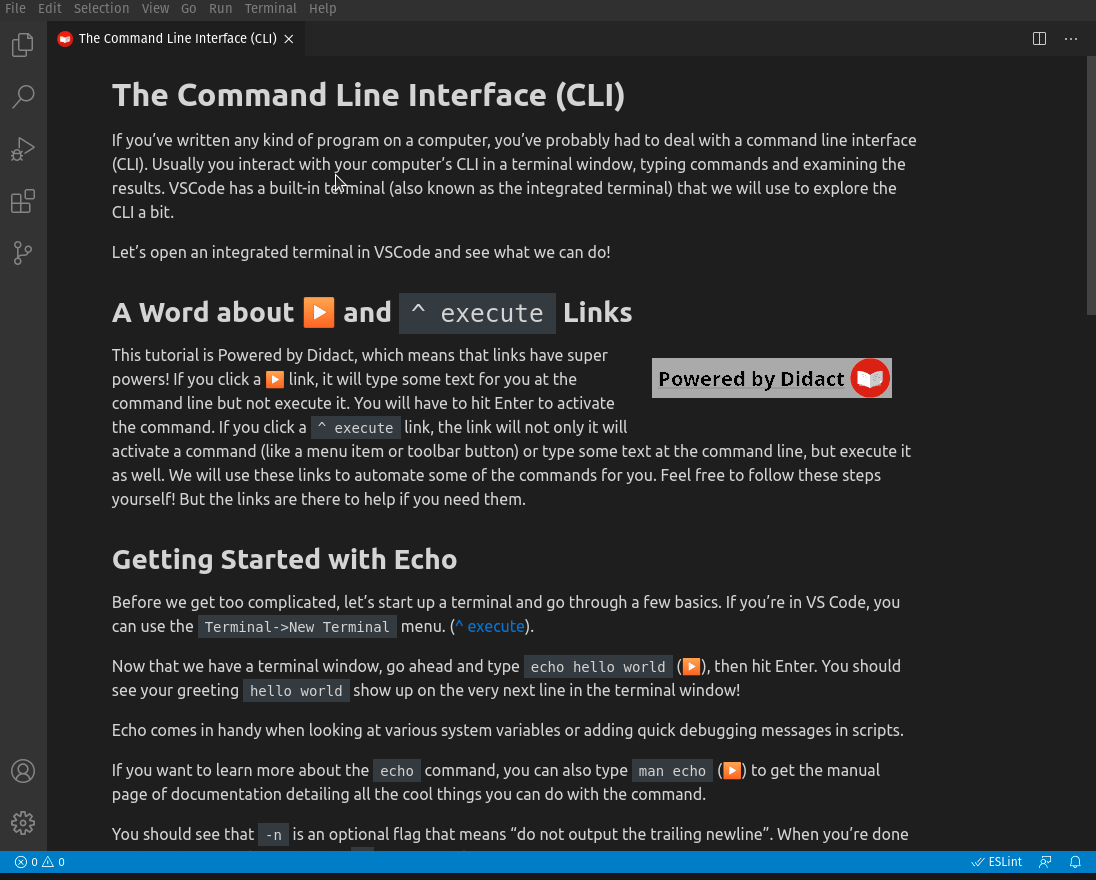 File Edit Selection View Go Run Terminal Help
The Command Line Interface (CLI)
The Command Line Interface (CLI)
If you’ve written any kind of program on a computer, you’ve probably had to deal with a command line interface
(CLI). Usually you interact with your computer’s CLI in a terminal window, typing commands and examining the
results. VSCode has a built-in terminal (also known as the integrated terminal) that we will use to explore the
CLI a bit.
Let’s open an integrated terminal in VSCode and see what we can do!
A Word about ▶️ and ^ execute Links
This tutorial is Powered by Didact, which means that links have super
powers! If you click a ▶️ link, it will type some text for you at the
command line but not execute it. You will have to hit Enter to activate
the command. If you click a ^ execute link, the link will not only it will
activate a command (like a menu item or toolbar button) or type some text at the command line, but execute it
as well. We will use these links to automate some of the commands for you. Feel free to follow these steps
yourself! But the links are there to help if you need them.
Powered by Didact
Getting Started with Echo
Before we get too complicated, let’s start up a terminal and go through a few basics. If you’re in VS Code, you
can use the Terminal->New Terminal menu. (^ execute).
Now that we have a terminal window, go ahead and type echo hello world (▶️), then hit Enter. You should
see your greeting hello world show up on the very next line in the terminal window!
Echo comes in handy when looking at various system variables or adding quick debugging messages in scripts.
If you want to learn more about the echo command, you can also type man echo (▶️) to get the manual
page of documentation detailing all the cool things you can do with the command.
You should see that -n is an optional flag that means “do not output the trailing newline”. When you’re done
0 0 ESLint